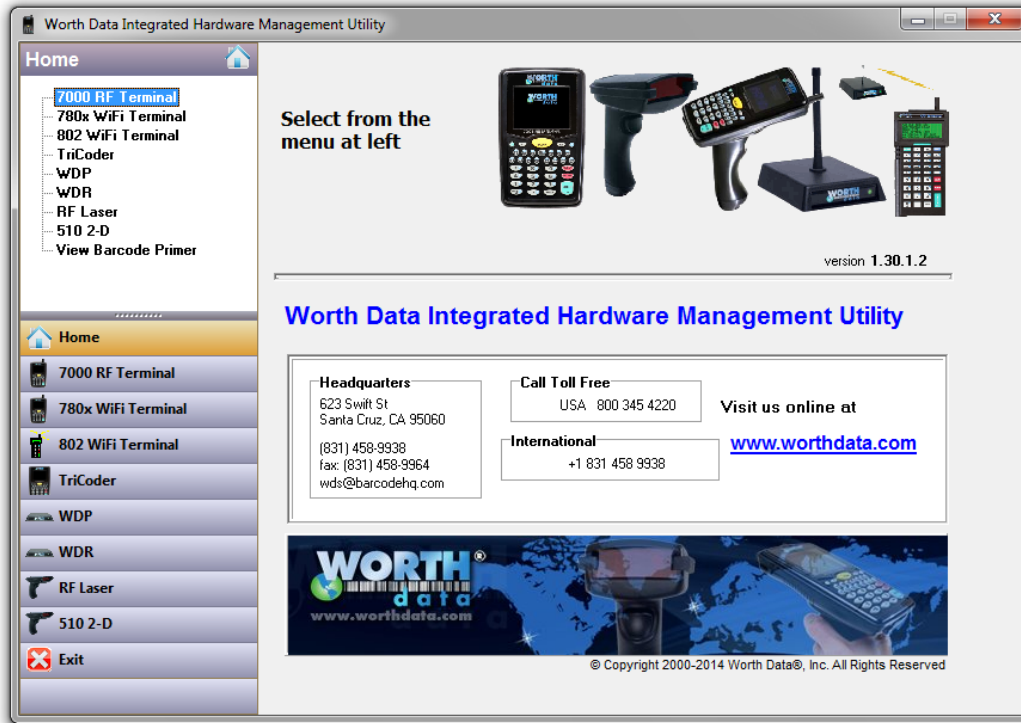 Worth Data Integrated Hardware Management Utility
Home
7000 RF Terminal
780x WiFi Terminal
802 WiFi Terminal
TriCoder
WDP
WDR
RF Laser
510 2-D
View Barcode Primer
Home
7000 RF Terminal
780x WiFi Terminal
802 WiFi Terminal
TriCoder
WDP
WDR
RF Laser
510 2-D
Exit
Select from the
menu at left
WORTH
WORTH
WORTH
version 1.30.1.2
Worth Data Integrated Hardware Management Utility
Headquarters
623 Swift St
Santa Cruz, CA 95060
(831) 458-9938
fax: (831) 458-9964
wds@barcodehq.com
Call Toll Free
USA 800 345 4220
International
+1 831 458 9938
Visit us online at
www.worthdata.com
WORTH®
data
www.worthdata.com
© Copyright 2000-2014 Worth Data®, Inc. All Rights Reserved